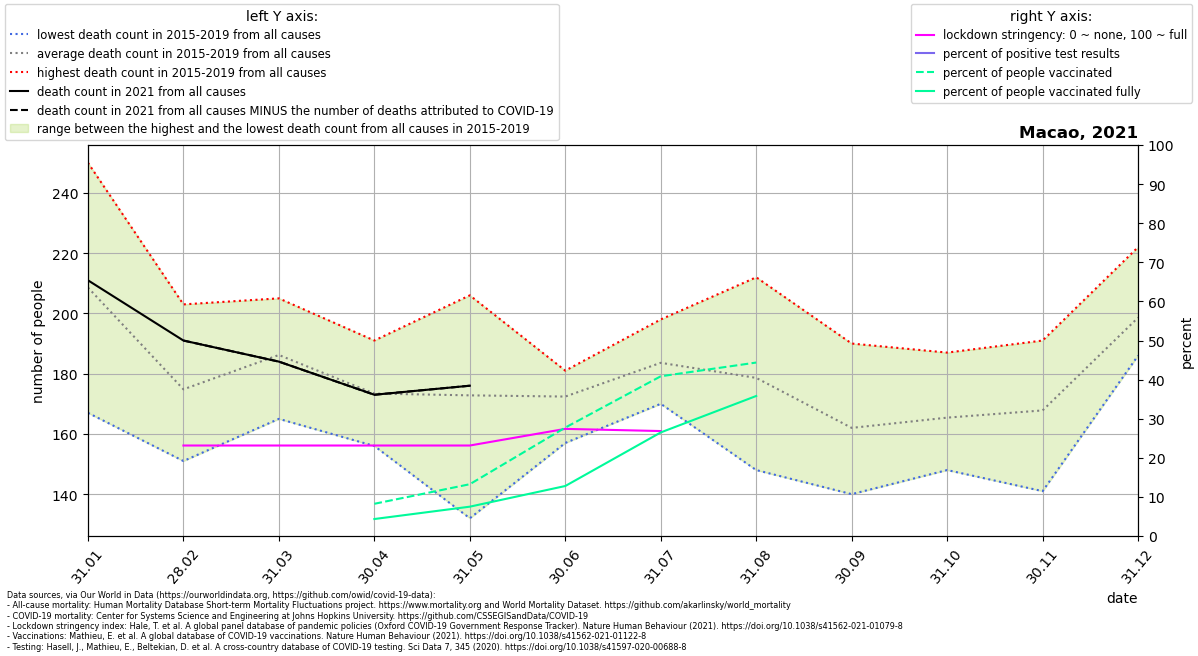 left Y axis:
lowest death count in 2015-2019 from all causes
average death count in 2015-2019 from all causes
highest death count in 2015-2019 from all causes
death count in 2021 from all causes
death count in 2021 from all causes MINUS the number of deaths attributed to COVID-19
range between the highest and the lowest death count from all causes in 2015-2019
right Y axis:
lockdown stringency: 0 ~ none, 100 ~ full
percent of positive test results
percent of people vaccinated
percent of people vaccinated fully
Macao, 2021
number of people
240
220
200
180
160
140
100
90
80
70
60
50
40
30
20
10
0
percent
31.01
28.02
31.03
30.04
31.05
30.06
31.07
31.08
30.09
31.10
30.11
31.12
date
Data sources, via Our World in Data (https://ourworldindata.org, https://github.com/owid/covid-19-data):
- All-cause mortality: Human Mortality Database Short-term Mortality Fluctuations project. https://www.mortality.org and World Mortality Dataset. https://github.com/akarlinsky/world_mortality
- COVID-19 mortality: Center for Systems Science and Engineering at Johns Hopkins University. https://github.com/CSSEGISandData/COVID-19
- Lockdown stringency index: Hale, T. et al. A global panel database of pandemic policies (Oxford COVID-19 Government Response Tracker). Nature Human Behaviour (2021). https://doi.org/10.1038/s41562-021-01079-8
- Vaccinations: Mathieu, E. et al. A global database of COVID-19 vaccinations. Nature Human Behaviour (2021). https://doi.org/10.1038/s41562-021-01122-8
- Testing: Hasell, J., Mathieu, E., Beltekian, D. et al. A cross-country database of COVID-19 testing. Sci Data 7, 345 (2020). https://doi.org/10.1038/s41597-020-00688-8